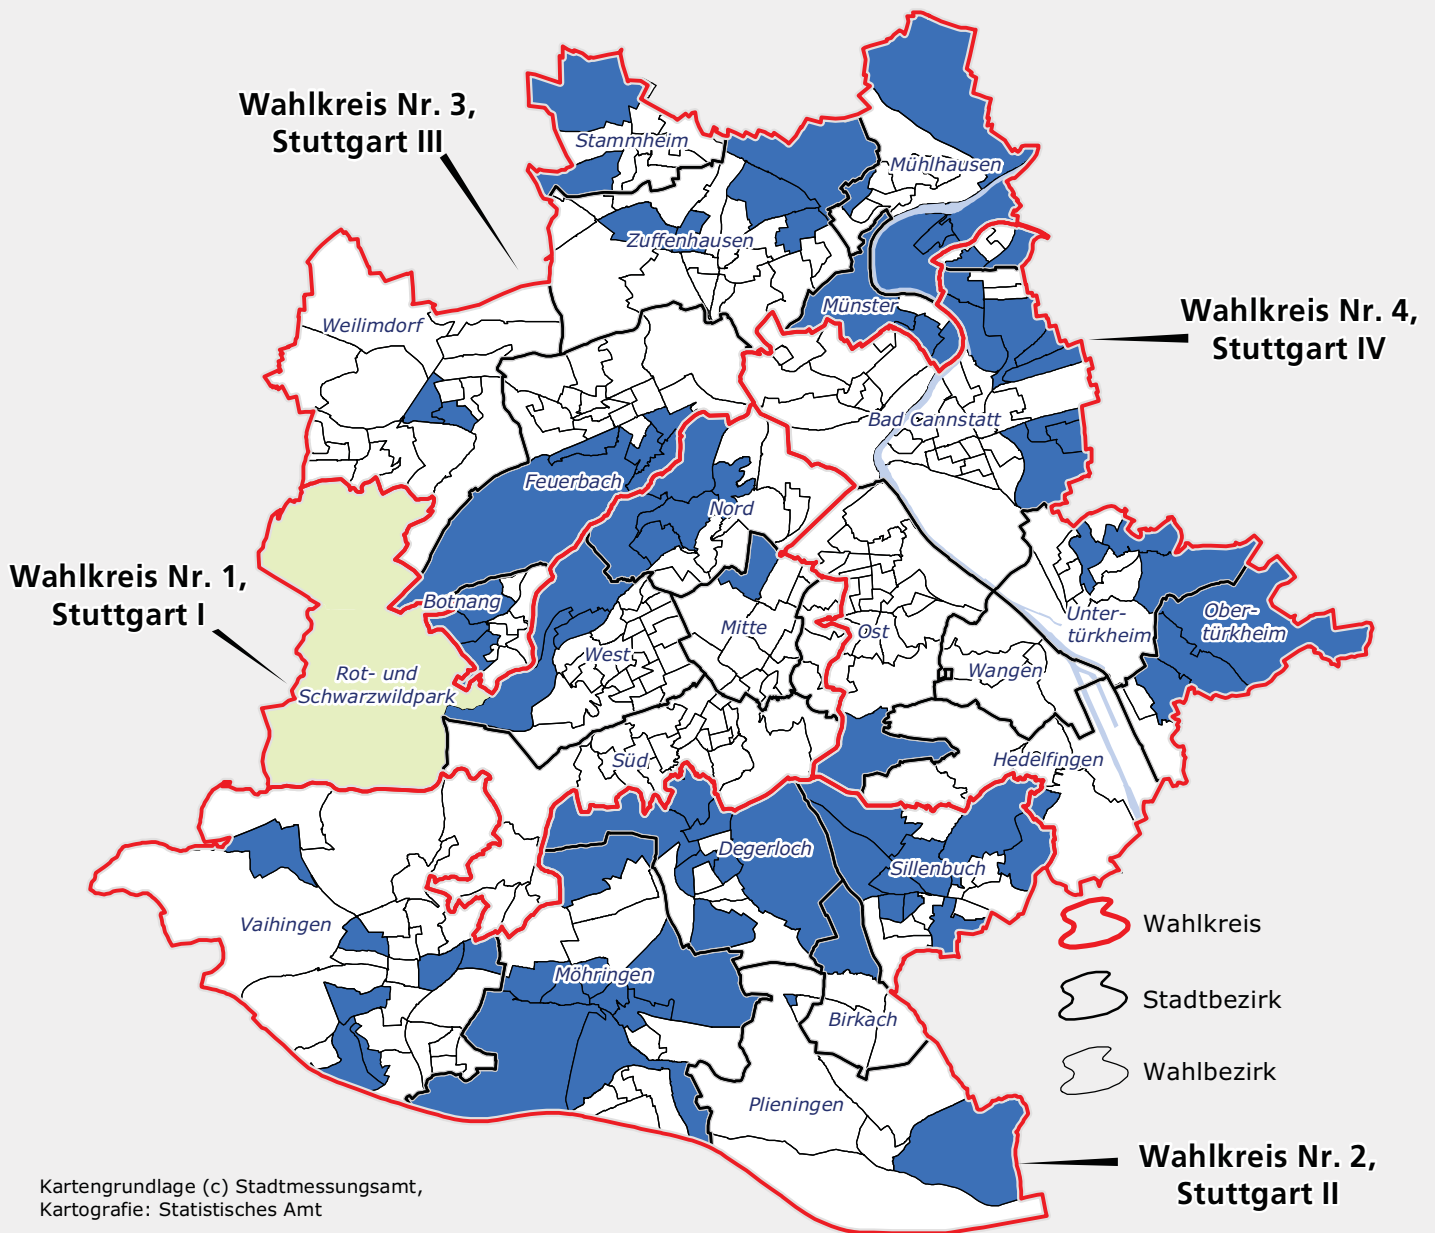 Wahlkreis Nr. 3,
Stuttgart III
Stammheim
Mühlhausen
Zuffenhausen
Münster
Weilimdorf
Wahlkreis Nr. 4,
Stuttgart IV
Bad Cannstatt
Feuerbach
Nord
Wahlkreis Nr. 1,
Stuttgart I
Botnang
Mitte
Ost
Unter-
türkheim
Ober-
türkheim
West
Wangen
Rot- und
Schwarzwildpark
Süd
Hedelfingen
Degerloch
Sillenbuch
Vaihingen
Möhringen
Birkach
Plieningen
Wahlkreis
Stadtbezirk
Wahlbezirk
Wahlkreis Nr. 2,
Stuttgart II
Kartengrundlage (c) Stadtmessungsamt,
Kartografie: Statistisches Amt